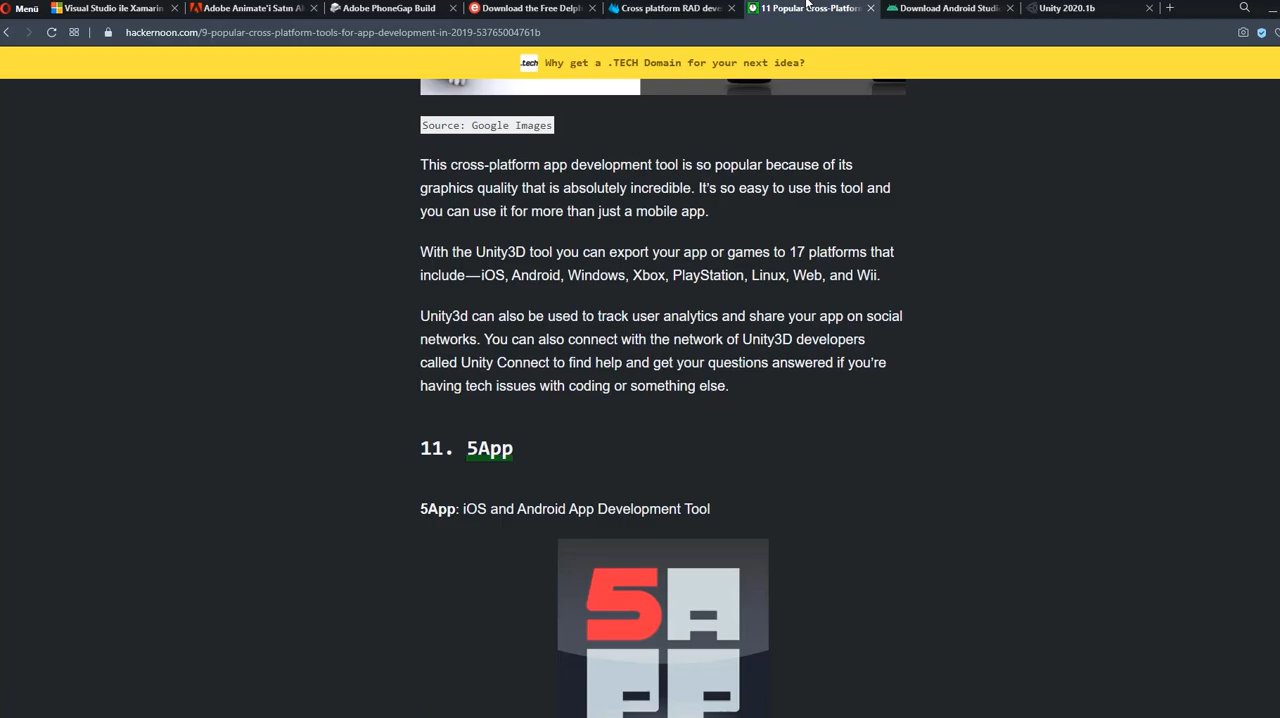 Menü Visual Studio ile Xamarin Adobe Animate'i Satın Al Adobe PhoneGap Build Download the Free Delph Cross platform RAD deve 11 Popular Cross-Platform Download Android Studi Unity 2020.1b
hackernoon.com/9-popular-cross-platform-tools-for-app-development-in-2019-53765004761b
.tech Why get a .TECH Domain for your next idea?
Source: Google Images
This cross-platform app development tool is so popular because of its
graphics quality that is absolutely incredible. It's so easy to use this tool and
you can use it for more than just a mobile app.
With the Unity3D tool you can export your app or games to 17 platforms that
include — iOS, Android, Windows, Xbox, PlayStation, Linux, Web, and Wii.
Unity3d can also be used to track user analytics and share your app on social
networks. You can also connect with the network of Unity3D developers
called Unity Connect to find help and get your questions answered if you're
having tech issues with coding or something else.
11. 5App
5App: iOS and Android App Development Tool
5A
PP